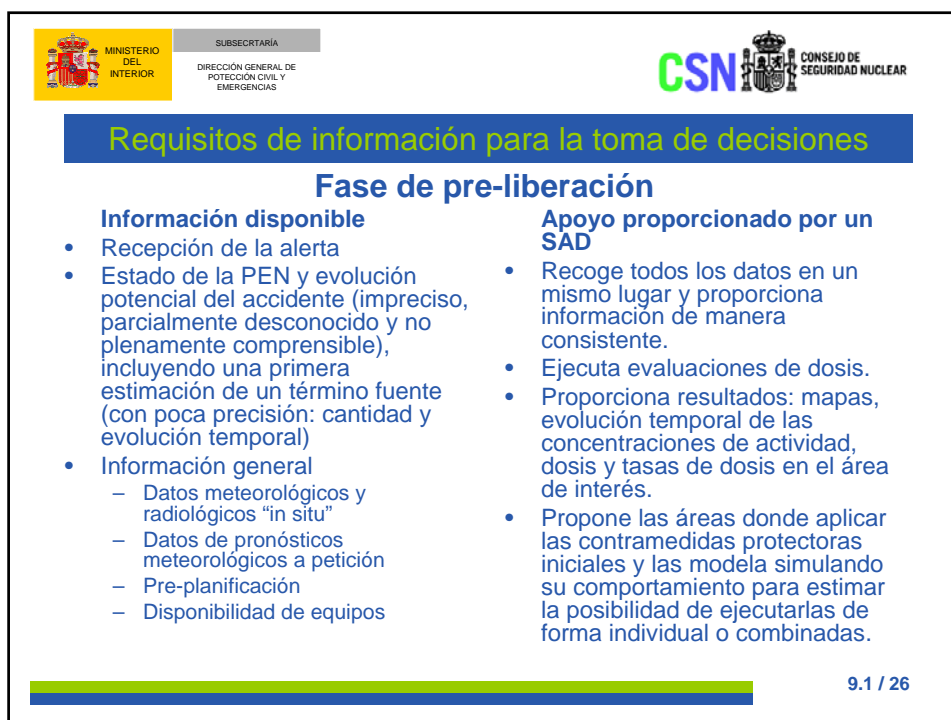 MINISTERIO
DEL
INTERIOR
SUBSECRTARÍA
DIRECCIÓN GENERAL DE
POTECCIÓN CIVIL Y
EMERGENCIAS
CSN
CONSEJO DE
SEGURIDAD NUCLEAR
Requisitos de información para la toma de decisiones
Fase de pre-liberación
Información disponible
• Recepción de la alerta
• Estado de la PEN y evolución
potencial del accidente (impreciso,
parcialmente desconocido y no
plenamente comprensible),
incluyendo una primera
estimación de un término fuente
(con poca precisión: cantidad y
evolución temporal)
• Información general
– Datos meteorológicos y
radiológicos “in situ”
– Datos de pronósticos
meteorológicos a petición
– Pre-planificación
– Disponibilidad de equipos
Apoyo proporcionado por un
SAD
• Recoge todos los datos en un
mismo lugar y proporciona
información de manera
consistente.
• Ejecuta evaluaciones de dosis.
• Proporciona resultados: mapas,
evolución temporal de las
concentraciones de actividad,
dosis y tasas de dosis en el área
de interés.
• Propone las áreas donde aplicar
las contramedidas protectoras
iniciales y las modela simulando
su comportamiento para estimar
la posibilidad de ejecutarlas de
forma individual o combinadas.
9.1 / 26